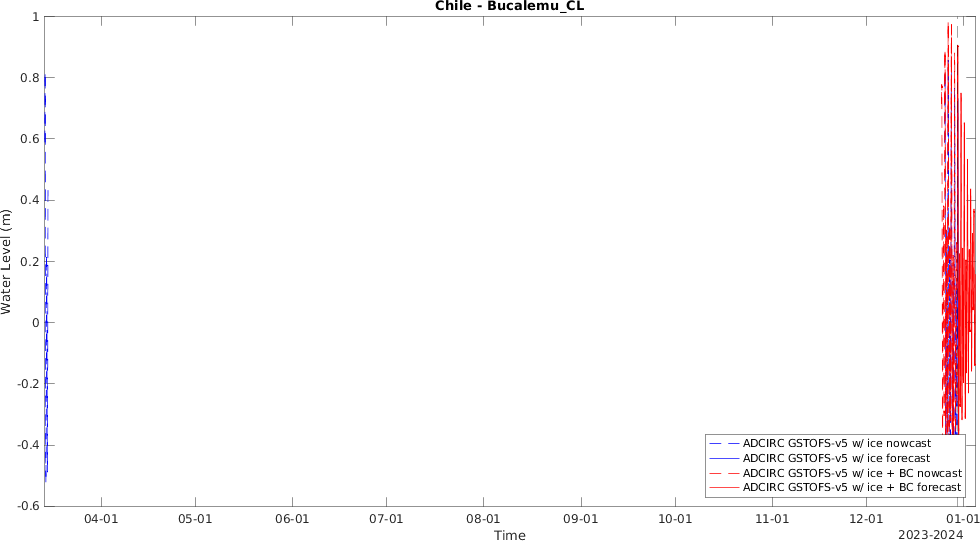 Chile - Bucalemu_CL
Water Level (m)
1
0.8
0.6
0.4
0.2
0
-0.2
-0.4
-0.6
ADCIRC GSTOFS-v5 w/ ice nowcast
ADCIRC GSTOFS-v5 w/ ice forecast
ADCIRC GSTOFS-v5 w/ ice + BC nowcast
ADCIRC GSTOFS-v5 w/ ice + BC forecast
04-01 05-01 06-01 07-01 08-01 09-01 10-01 11-01 12-01 01-01
Time
2023-2024